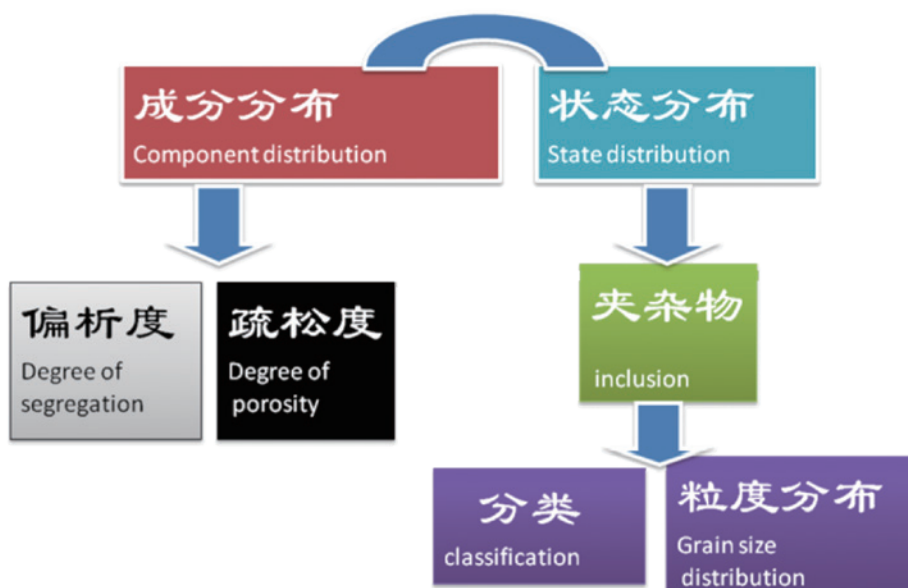 成分分布
Component distribution
状态分布
State distribution
偏析度
Degree of
segregation
疏松度
Degree of
porosity
夹杂物
inclusion
分类
classification
粒度分布
Grain size
distribution